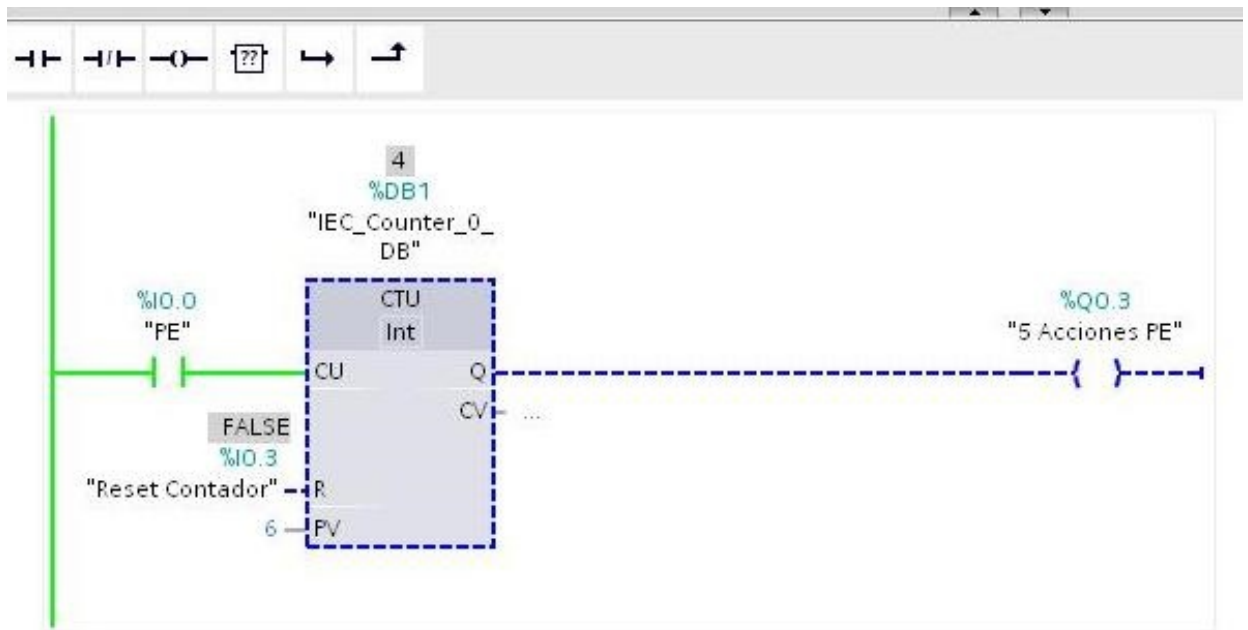 ??
4
%DB1
"IEC_Counter_0_
DB"
%I0.0
"PE"
CTU
Int
%Q0.3
"5 Acciones PE"
CU
Q
CV
...
FALSE
%I0.3
"Reset Contador"
R
6
PV